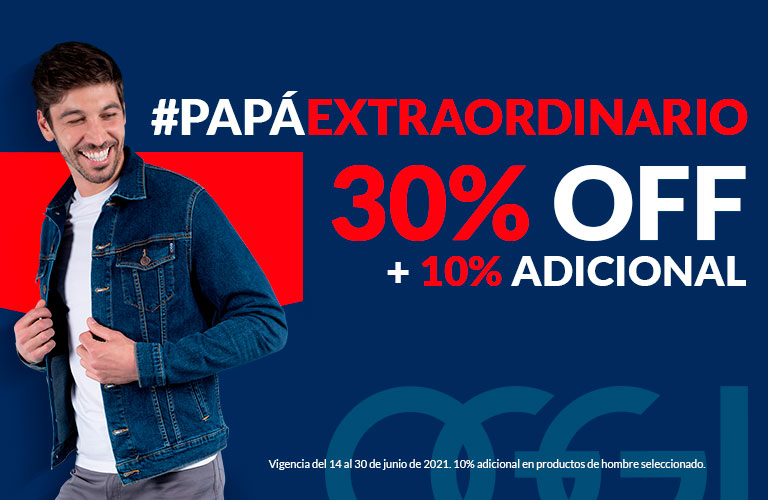 #PAPÁEXTRAORDINARIO
30% OFF
+ 10% ADICIONAL
OGGI
Vigencia del 14 al 30 de junio de 2021. 10% adicional en productos de hombre seleccionado.